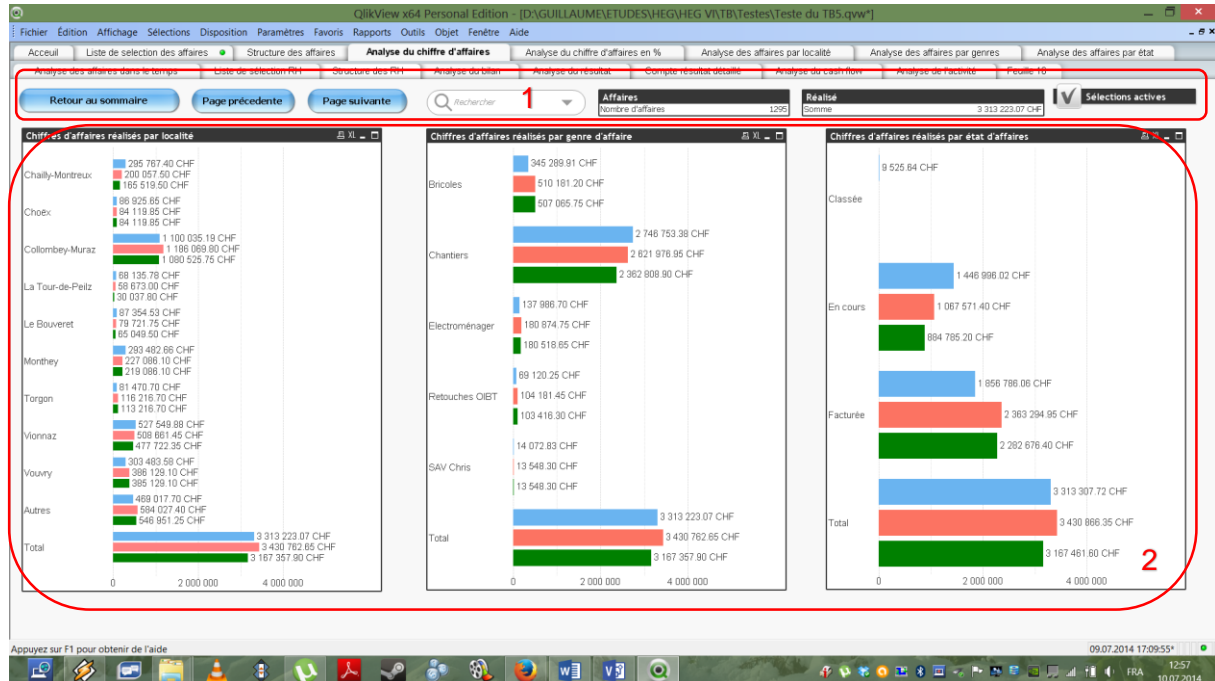 QlikView x64 Personal Edition - [D:\GUILLAUME\ETUDES\HEG\HEG VI\TB\Testes\Teste du TB5.qvw*]
Fichier Édition Affichage Sélections Disposition Paramètres Favoris Rapports Outils Objet Fenêtre Aide
Acceuil Liste de selection des affaires Structure des affaires Analyse du chiffre d'affaires Analyse du chiffre d'affaires en % Analyse des affaires par localité Analyse des affaires par genres Analyse des affaires par état
Analyse des affaires dans le temps Liste de sélection RH Structure des RH Analyse du bilan Analyse du résultat Compte résultat détaillé Analyse du cash flow Analyse de l'activité Feuille 18
Retour au sommaire Page précedente Page suivante Rechercher 1
Affaires
Nombre d'affaires 1295
Réalisé
Somme 3 313 223.07 CHF
Sélections actives
Chiffres d'affaires réalisés par localité XL
Chailly-Montreux
295 767.40 CHF
200 057.50 CHF
165 519.50 CHF
Choëx
86 925.65 CHF
84 119.85 CHF
84 119.85 CHF
Collombey-Muraz
1 100 035.19 CHF
1 186 069.80 CHF
1 080 525.75 CHF
La Tour-de-Peilz
68 135.78 CHF
58 673.00 CHF
30 037.80 CHF
Le Bouveret
87 354.53 CHF
79 721.75 CHF
65 049.50 CHF
Monthey
293 482.66 CHF
227 086.10 CHF
219 086.10 CHF
Torgon
81 470.70 CHF
116 216.70 CHF
113 216.70 CHF
Vionnaz
527 549.88 CHF
508 661.45 CHF
477 722.35 CHF
Vouvry
303 483.58 CHF
386 129.10 CHF
385 129.10 CHF
Autres
469 017.70 CHF
584 027.40 CHF
546 951.25 CHF
Total
3 313 223.07 CHF
3 430 762.65 CHF
3 167 357.90 CHF
0 2 000 000 4 000 000
Chiffres d'affaires réalisés par genre d'affaire XL
Bricoles
345 289.91 CHF
510 181.20 CHF
507 065.75 CHF
Chantiers
2 746 753.38 CHF
2 621 976.95 CHF
2 362 808.90 CHF
Electroménager
137 986.70 CHF
180 874.75 CHF
180 518.65 CHF
Retouches OIBT
69 120.25 CHF
104 181.45 CHF
103 416.30 CHF
SAV Chris
14 072.83 CHF
13 548.30 CHF
13 548.30 CHF
Total
3 313 223.07 CHF
3 430 762.65 CHF
3 167 357.90 CHF
0 2 000 000 4 000 000
Chiffres d'affaires réalisés par état d'affaires XL
Classée
9 525.64 CHF
En cours
1 446 996.02 CHF
1 067 571.40 CHF
884 785.20 CHF
Facturée
1 856 786.06 CHF
2 363 294.95 CHF
2 282 676.40 CHF
Total
3 313 307.72 CHF
3 430 866.35 CHF
3 167 461.60 CHF
2
0 2 000 000 4 000 000
Appuyez sur F1 pour obtenir de l'aide 09.07.2014 17:09:55*
FRA 12:57
10.07.2014